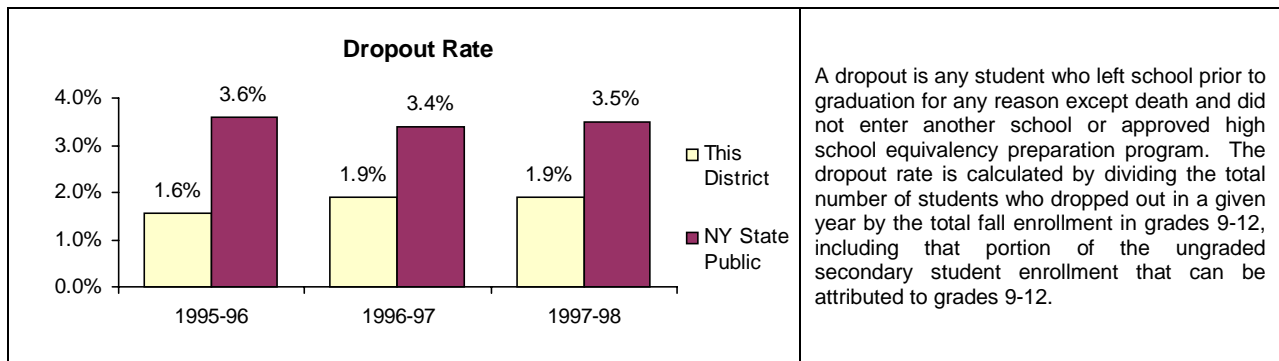 Dropout Rate
4.0%
3.0%
2.0%
1.0%
0.0%
1.6%
3.6%
1.9%
3.4%
1.9%
3.5%
1995-96
1996-97
1997-98
This
District
NY State
Public
A dropout is any student who left school prior to
graduation for any reason except death and did
not enter another school or approved high
school equivalency preparation program. The
dropout rate is calculated by dividing the total
number of students who dropped out in a given
year by the total fall enrollment in grades 9-12,
including that portion of the ungraded
secondary student enrollment that can be
attributed to grades 9-12.